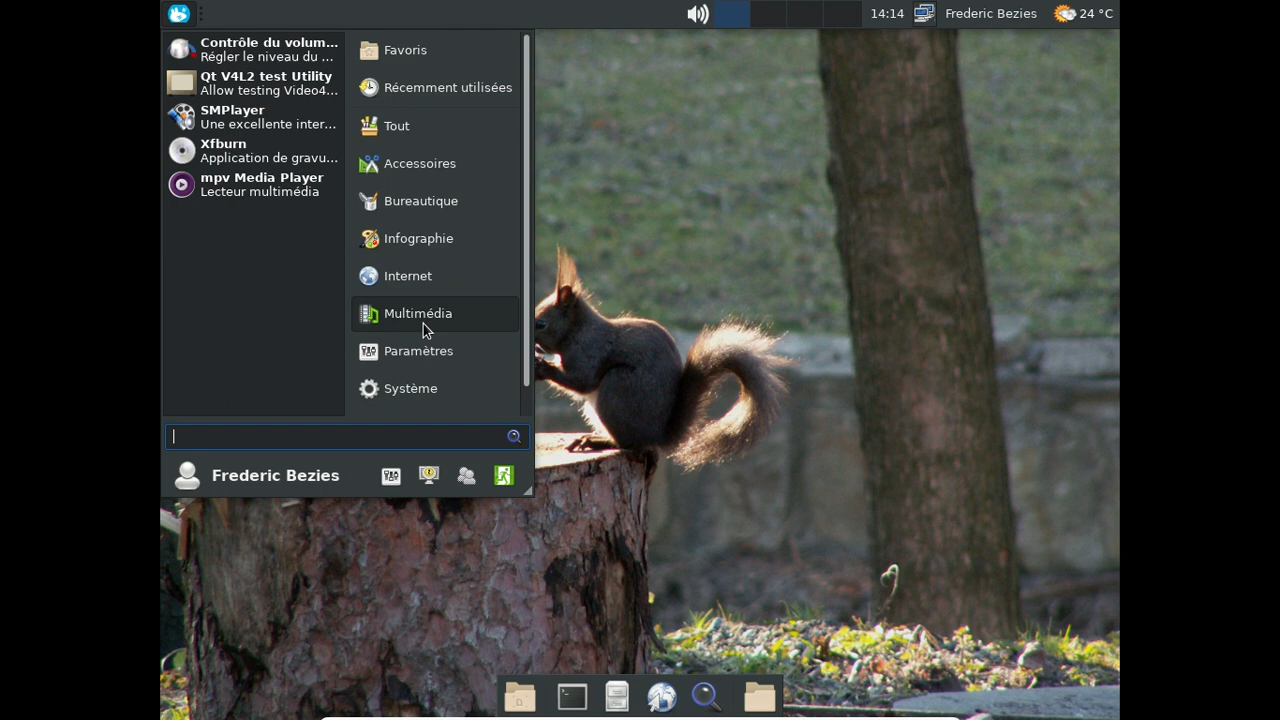 14:14
Frederic Bezies
24 °C
Contrôle du volum...
Régler le niveau du ...
Qt V4L2 test Utility
Allow testing Video4...
SMPlayer
Une excellente inter...
Xfburn
Application de gravu...
mpv Media Player
Lecteur multimédia
Favoris
Récemment utilisées
Tout
Accessoires
Bureautique
Infographie
Internet
Multimédia
Paramètres
Système
Frederic Bezies